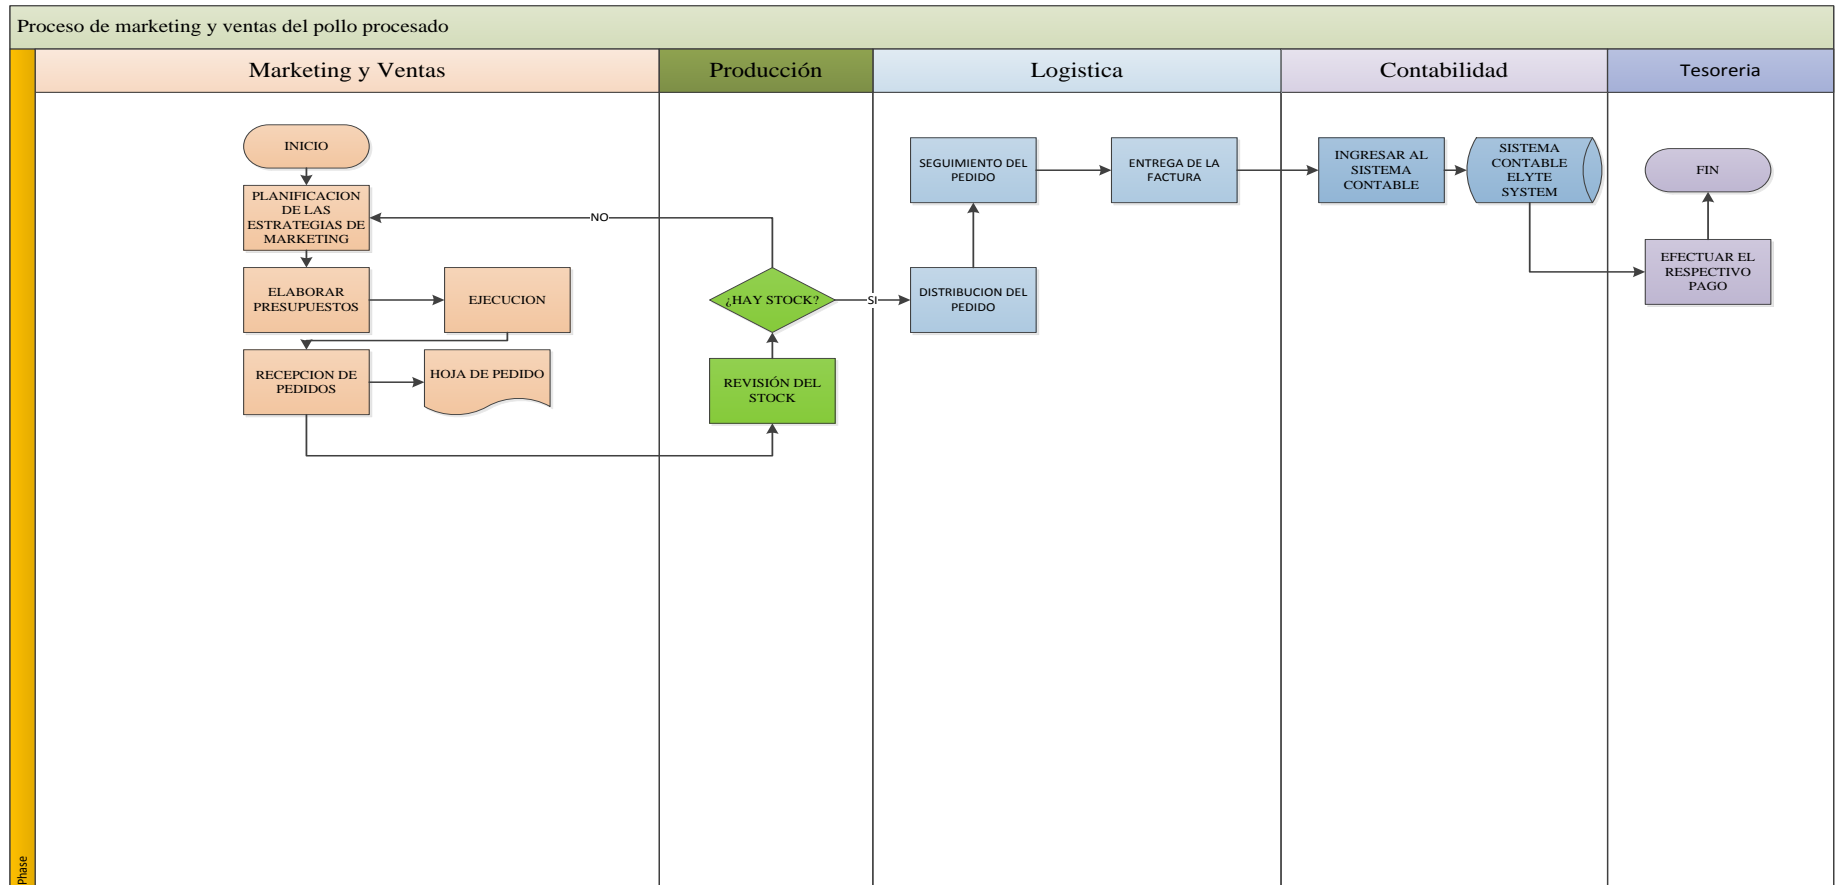 Proceso de marketing y ventas del pollo procesado
Marketing y Ventas
Producción
Logistica
Contabilidad
Tesoreria
INICIO
PLANIFICACION
DE LAS
ESTRATEGIAS DE
MARKETING
ELABORAR
PRESUPUESTOS
EJECUCION
RECEPCION DE
PEDIDOS
HOJA DE PEDIDO
NO
¿HAY STOCK?
SI
REVISIÓN DEL
STOCK
SEGUIMIENTO DEL
PEDIDO
ENTREGA DE LA
FACTURA
DISTRIBUCION DEL
PEDIDO
INGRESAR AL
SISTEMA
CONTABLE
SISTEMA
CONTABLE
ELYTE
SYSTEM
FIN
EFECTUAR EL
RESPECTIVO
PAGO
Phase